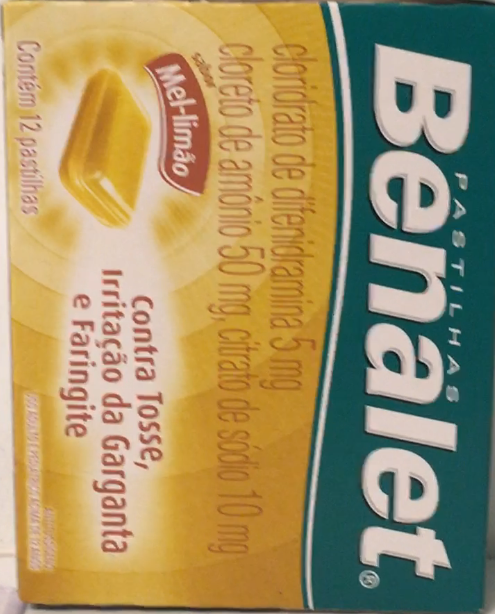 PASTILHAS
Benalet®
cloridrato de difenidramina 5 mg
cloreto de amônio 50 mg, citrato de sódio 10 mg
sabor
Mel-limão
Contra Tosse,
Irritação da Garganta
e Faringite
Contém 12 pastilhas